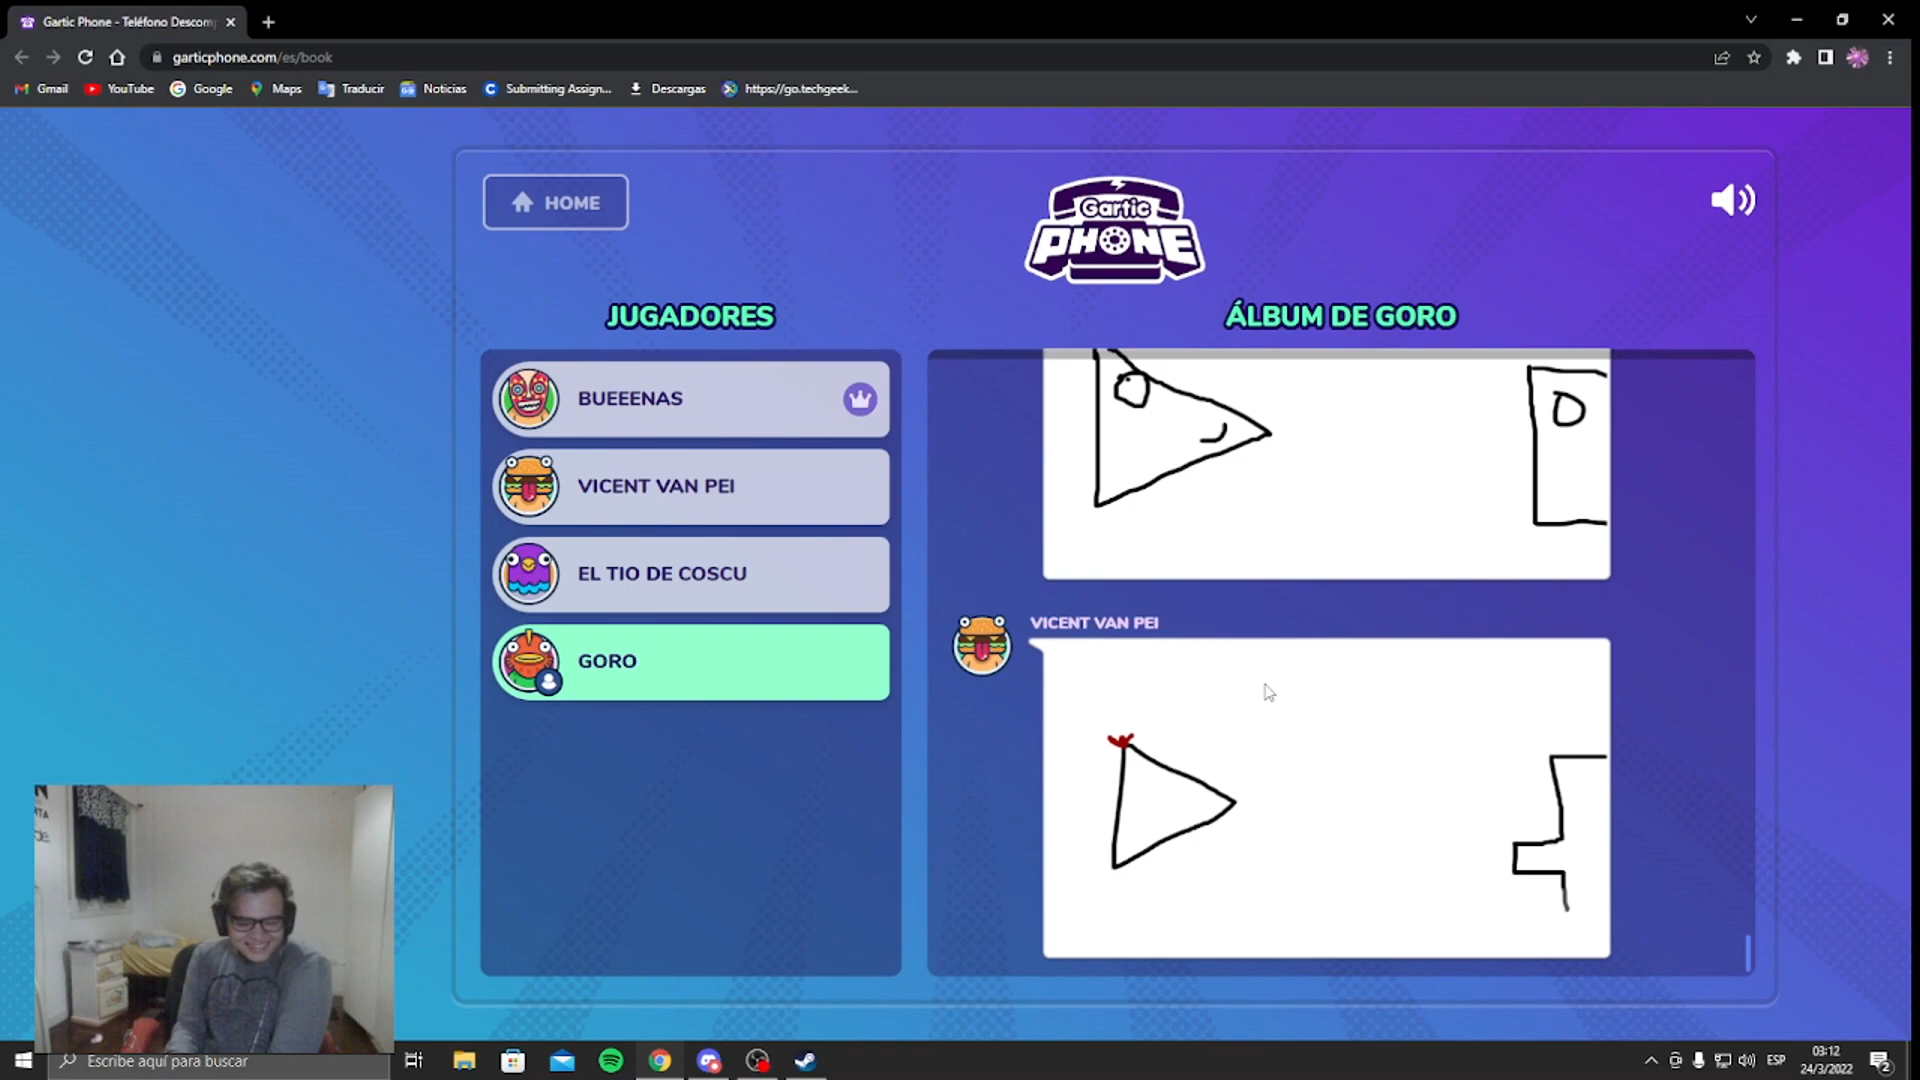 Gartic Phone - Teléfono Descom
garticphone.com/es/book
Gmail YouTube Google Maps Traducir Noticias Submitting Assign... Descargas https://go.techgeek...
HOME
Gartic
PHONE
JUGADORES
ÁLBUM DE GORO
BUEEENAS
VICENT VAN PEI
EL TIO DE COSCU
GORO
VICENT VAN PEI
Escribe aquí para buscar
ESP
03:12
24/3/2022
2